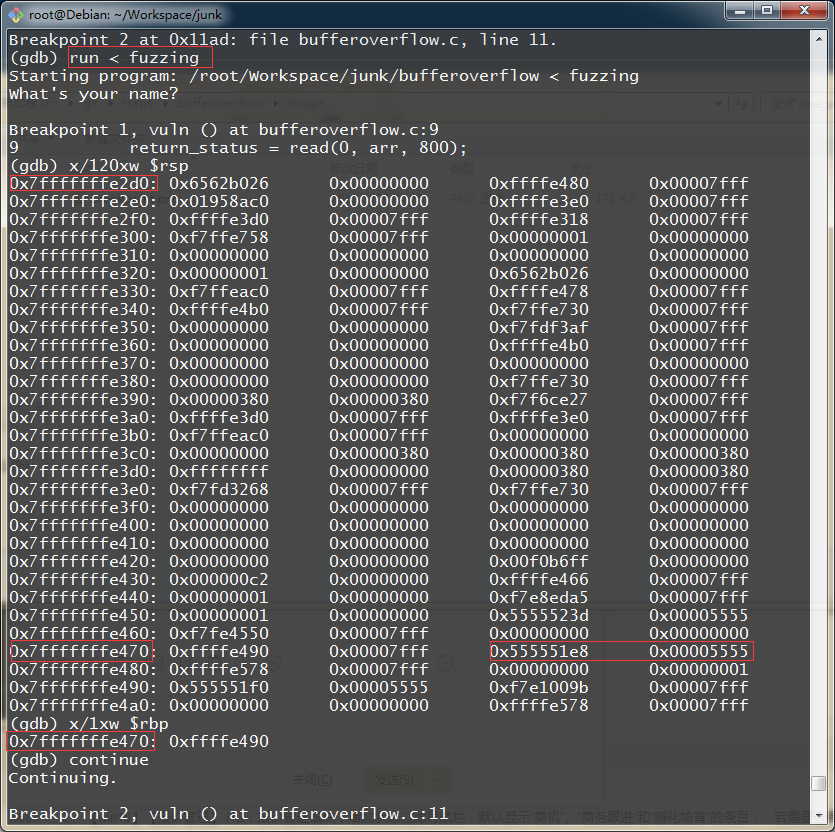 root@Debian: ~/Workspace/junk
Breakpoint 2 at 0x11ad: file bufferoverflow.c, line 11.
(gdb) run < fuzzing
Starting program: /root/Workspace/junk/bufferoverflow < fuzzing
What's your name?
Breakpoint 1, vuln () at bufferoverflow.c:9
9 return_status = read(0, arr, 800);
(gdb) x/120xw $rsp
0x7fffffffe2d0: 0x6562b026 0x00000000 0xffffe480 0x00007fff
0x7fffffffe2e0: 0x01958ac0 0x00000000 0xffffe3e0 0x00007fff
0x7fffffffe2f0: 0xffffe3d0 0x00007fff 0xffffe318 0x00007fff
0x7fffffffe300: 0xf7ffe758 0x00007fff 0x00000001 0x00000000
0x7fffffffe310: 0x00000000 0x00000000 0x00000000 0x00000000
0x7fffffffe320: 0x00000001 0x00000000 0x6562b026 0x00000000
0x7fffffffe330: 0xf7ffeac0 0x00007fff 0xffffe478 0x00007fff
0x7fffffffe340: 0xffffe4b0 0x00007fff 0xf7ffe730 0x00007fff
0x7fffffffe350: 0x00000000 0x00000000 0xf7fdf3af 0x00007fff
0x7fffffffe360: 0x00000000 0x00000000 0xffffe4b0 0x00007fff
0x7fffffffe370: 0x00000000 0x00000000 0x00000000 0x00000000
0x7fffffffe380: 0x00000000 0x00000000 0xf7ffe730 0x00007fff
0x7fffffffe390: 0x00000380 0x00000380 0xf7f6ce27 0x00007fff
0x7fffffffe3a0: 0xffffe3d0 0x00007fff 0xffffe3e0 0x00007fff
0x7fffffffe3b0: 0xf7ffeac0 0x00007fff 0x00000000 0x00000000
0x7fffffffe3c0: 0x00000000 0x00000380 0x00000380 0x00000380
0x7fffffffe3d0: 0xffffffff 0x00000000 0x00000380 0x00000380
0x7fffffffe3e0: 0xf7fd3268 0x00007fff 0xf7ffe730 0x00007fff
0x7fffffffe3f0: 0x00000000 0x00000000 0x00000000 0x00000000
0x7fffffffe400: 0x00000000 0x00000000 0x00000000 0x00000000
0x7fffffffe410: 0x00000000 0x00000000 0x00000000 0x00000000
0x7fffffffe420: 0x00000000 0x00000000 0x00f0b6ff 0x00000000
0x7fffffffe430: 0x000000c2 0x00000000 0xffffe466 0x00007fff
0x7fffffffe440: 0x00000001 0x00000000 0xf7e8eda5 0x00007fff
0x7fffffffe450: 0x00000001 0x00000000 0x5555523d 0x00005555
0x7fffffffe460: 0xf7fe4550 0x00007fff 0x00000000 0x00000000
0x7fffffffe470: 0xffffe490 0x00007fff 0x555551e8 0x00005555
0x7fffffffe480: 0xffffe578 0x00007fff 0x00000000 0x00000001
0x7fffffffe490: 0x555551f0 0x00005555 0xf7e1009b 0x00007fff
0x7fffffffe4a0: 0x00000000 0x00000000 0xffffe578 0x00007fff
(gdb) x/1xw $rbp
0x7fffffffe470: 0xffffe490
(gdb) continue
Continuing.
关闭(C) 发送(S)
Breakpoint 2, vuln () at bufferoverflow.c:11